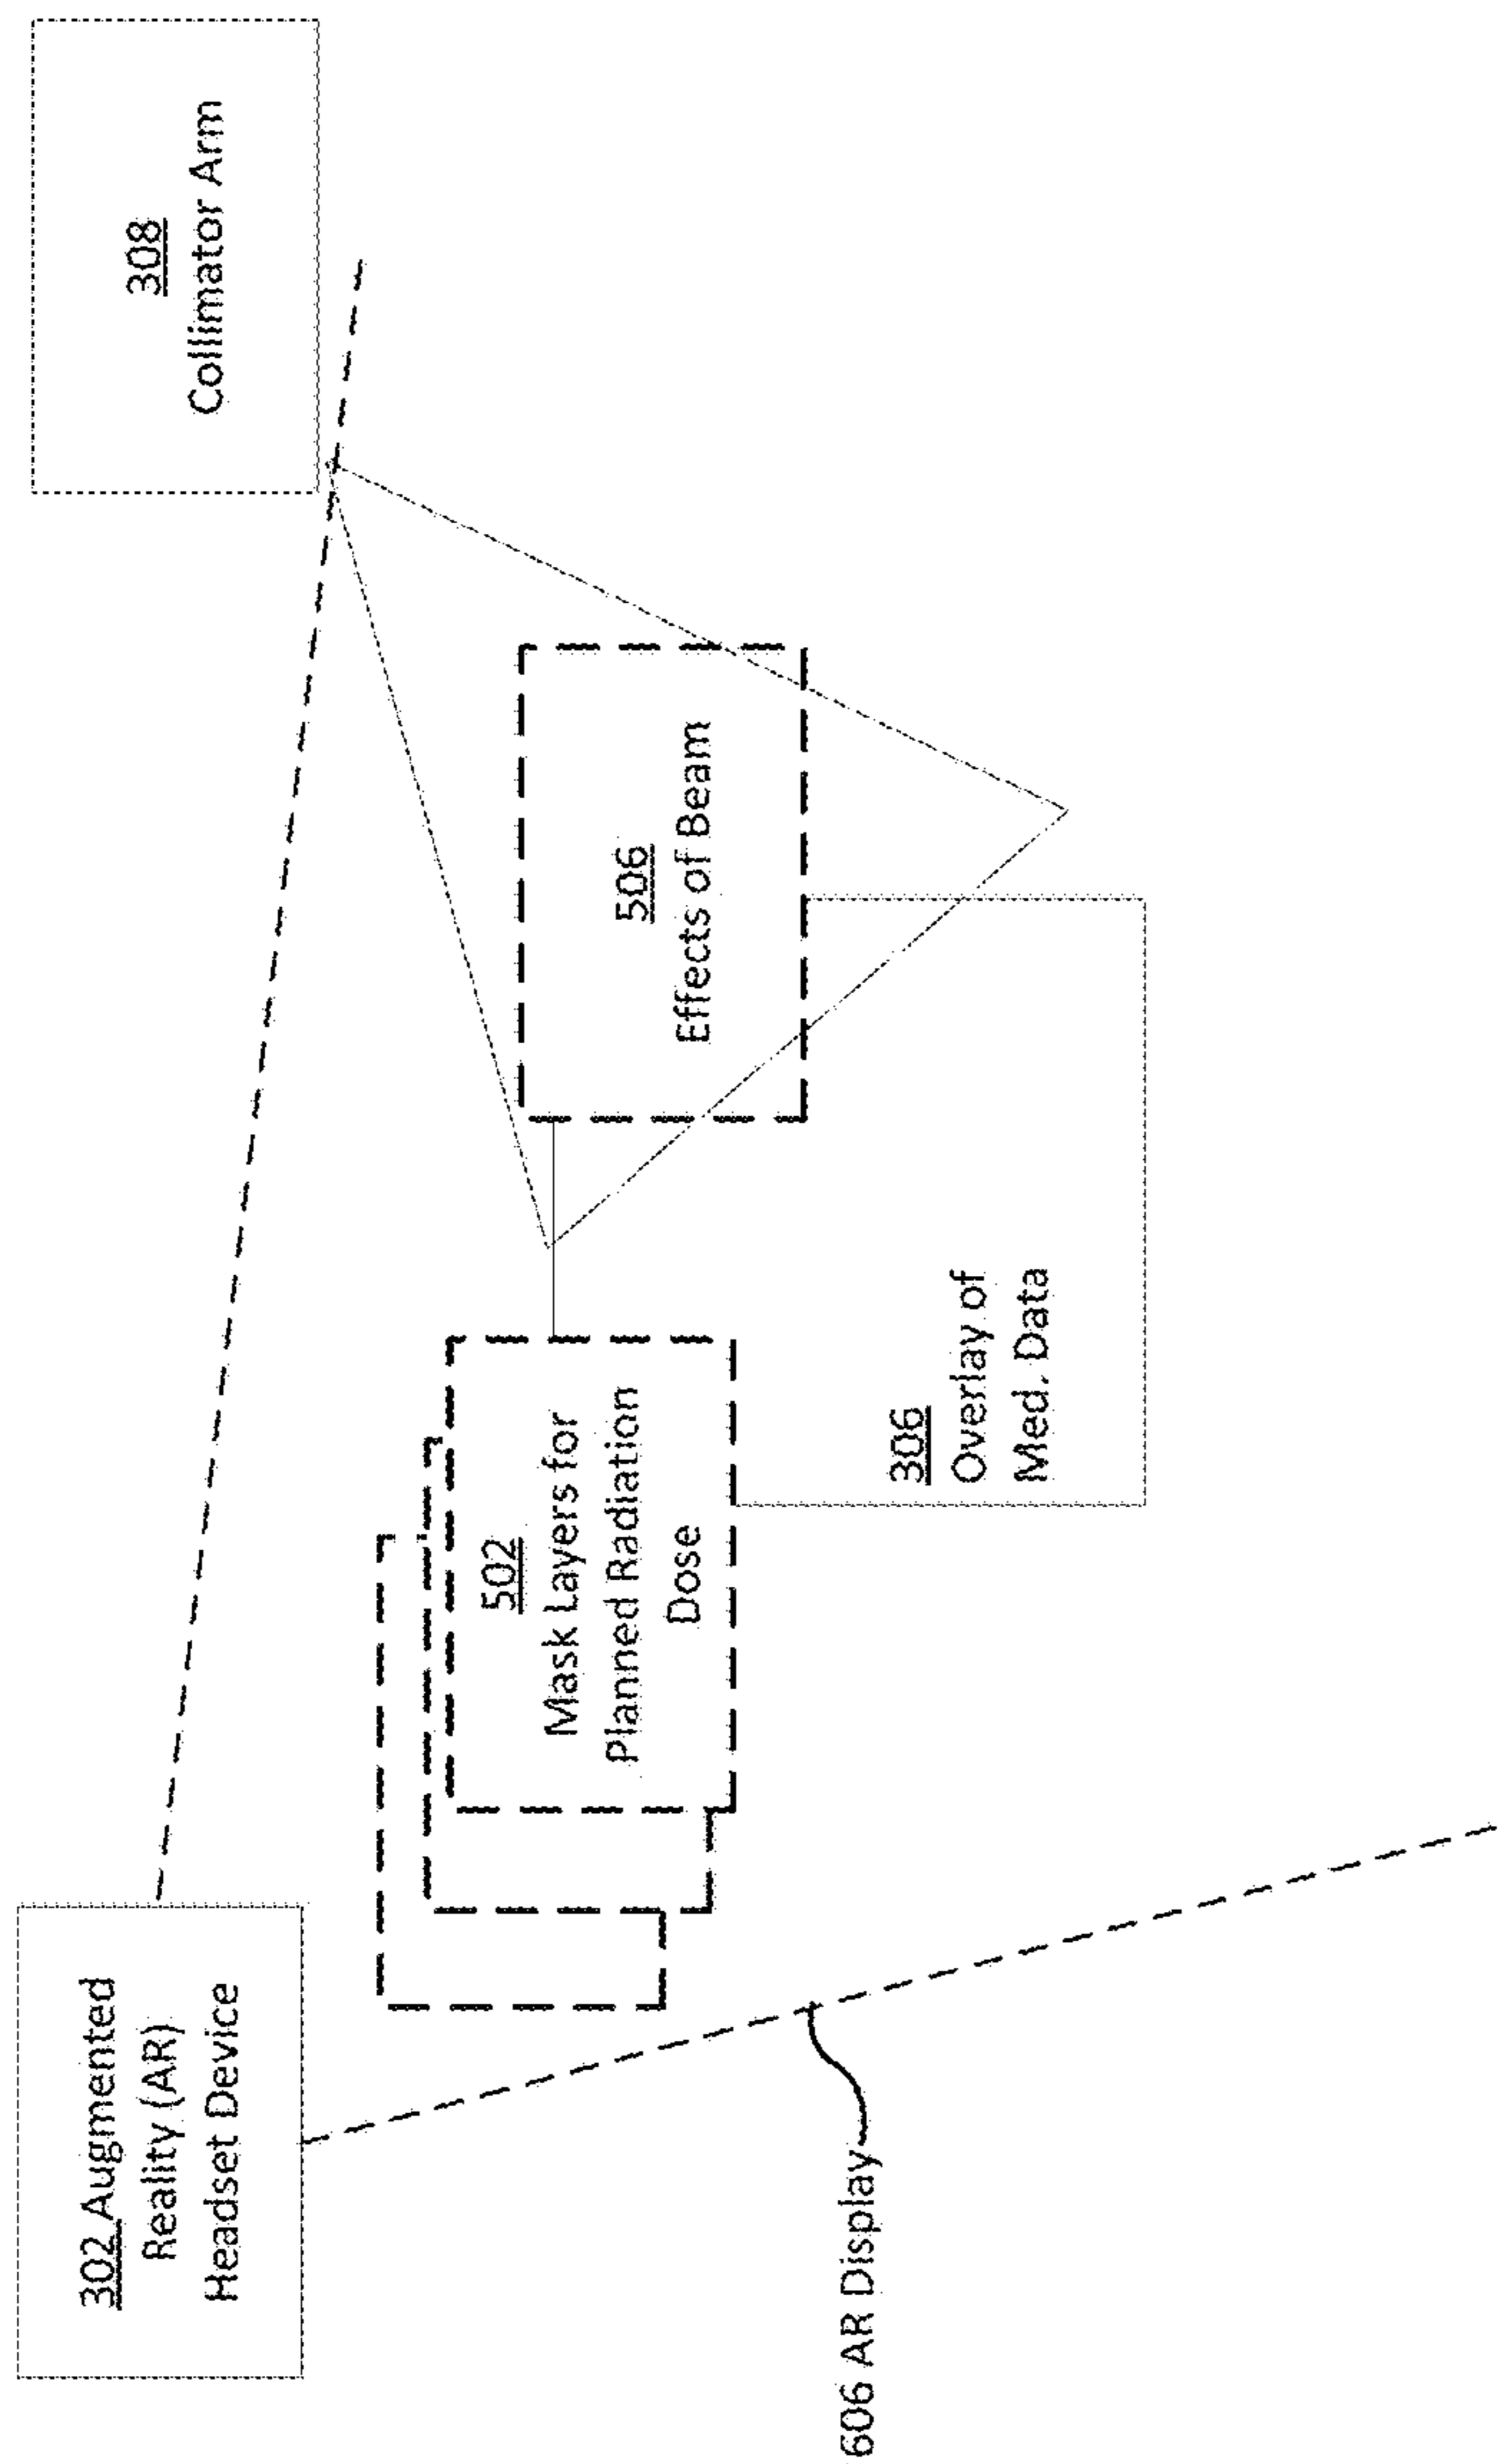 302 Augmented
Reality (AR)
Headset Device
308
Collimator Arm
502
Mask Layers for
Planned Radiation
Dose
506
Effects of Beam
306
Overlay of
Med. Data
606 AR Display